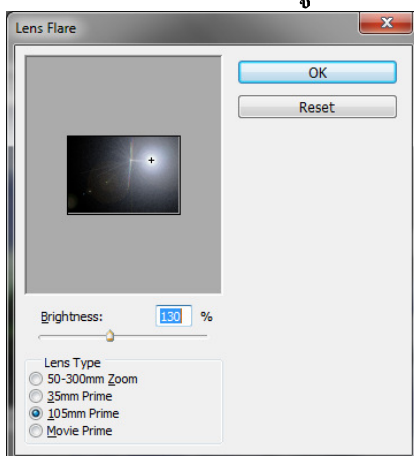 Lens Flare
OK
Reset
Brightness: 130 %
Lens Type
50-300mm Zoom
35mm Prime
105mm Prime
Movie Prime